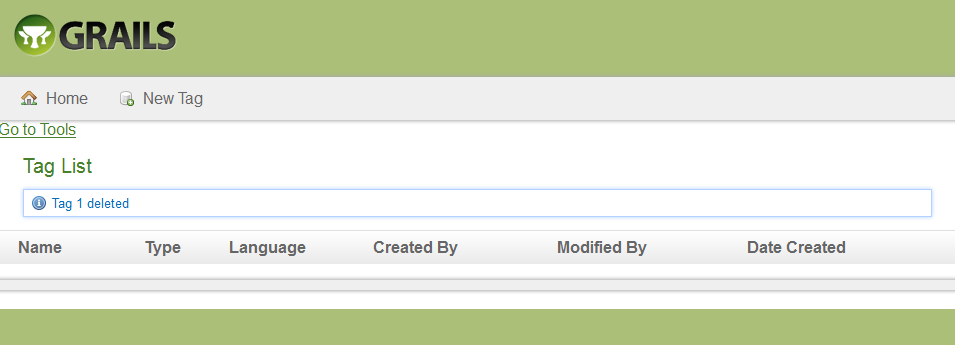 GRAILS
Home New Tag
Go to Tools
Tag List
Tag 1 deleted
Name Type Language Created By Modified By Date Created